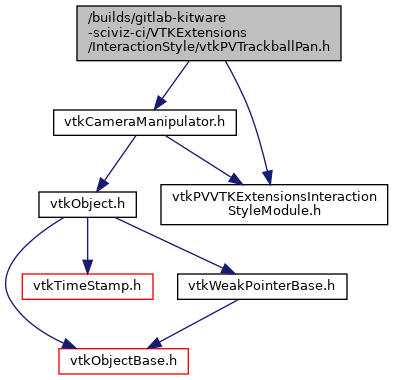 /builds/gitlab-kitware
-sciviz-ci/VTKExtensions
/InteractionStyle/vtkPVTrackballPan.h
vtkCameraManipulator.h
vtkObject.h
vtkPVVTKExtensionsInteraction
StyleModule.h
vtkTimeStamp.h
vtkWeakPointerBase.h
vtkObjectBase.h